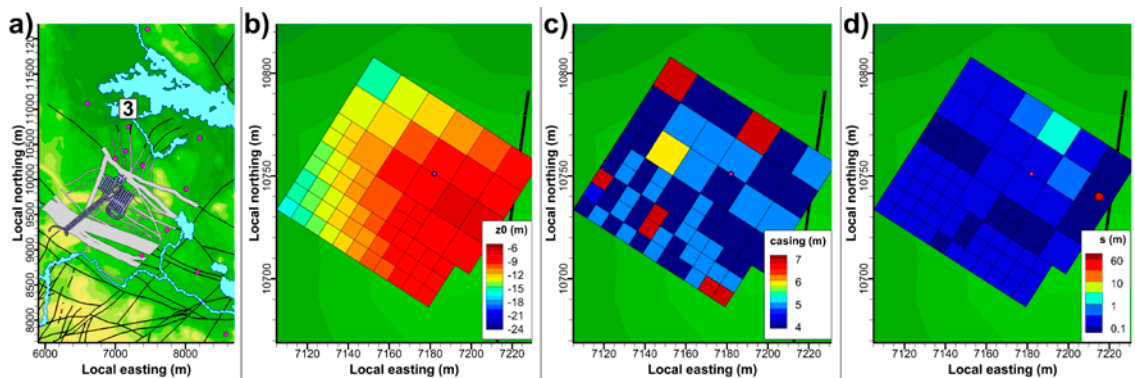 a)
3
Local northing (m)
12
11500
11000
10500
10000
9500
9000
8500
8000
6000 7000 8000
Local easting (m)
b)
Local northing (m)
10800
10750
10700
z0 (m)
-6
-9
-12
-15
-18
-21
-24
7120 7140 7160 7180 7200 7220
Local easting (m)
c)
Local northing (m)
10800
10750
10700
casing (m)
7
6
5
4
7120 7140 7160 7180 7200 7220
Local easting (m)
d)
Local northing (m)
10800
10750
10700
s (m)
60
10
1
0.1
7120 7140 7160 7180 7200 7220
Local easting (m)